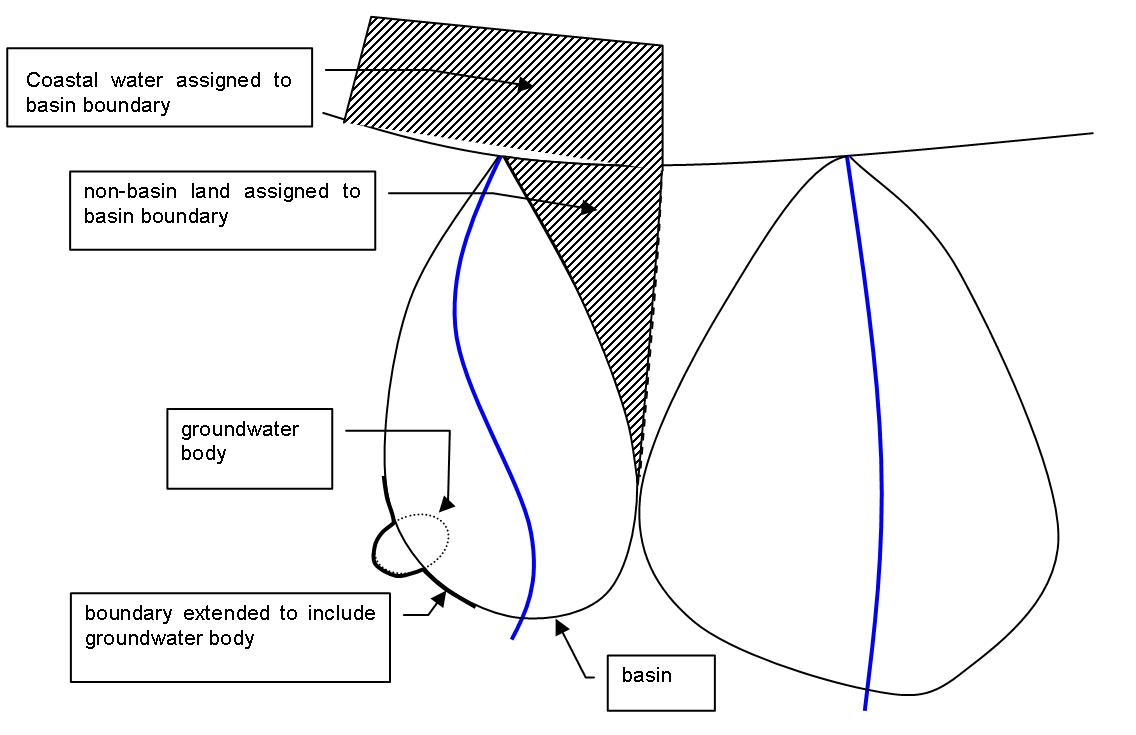 Coastal water assigned to
basin boundary
non-basin land assigned to
basin boundary
groundwater
body
boundary extended to include
groundwater body
basin